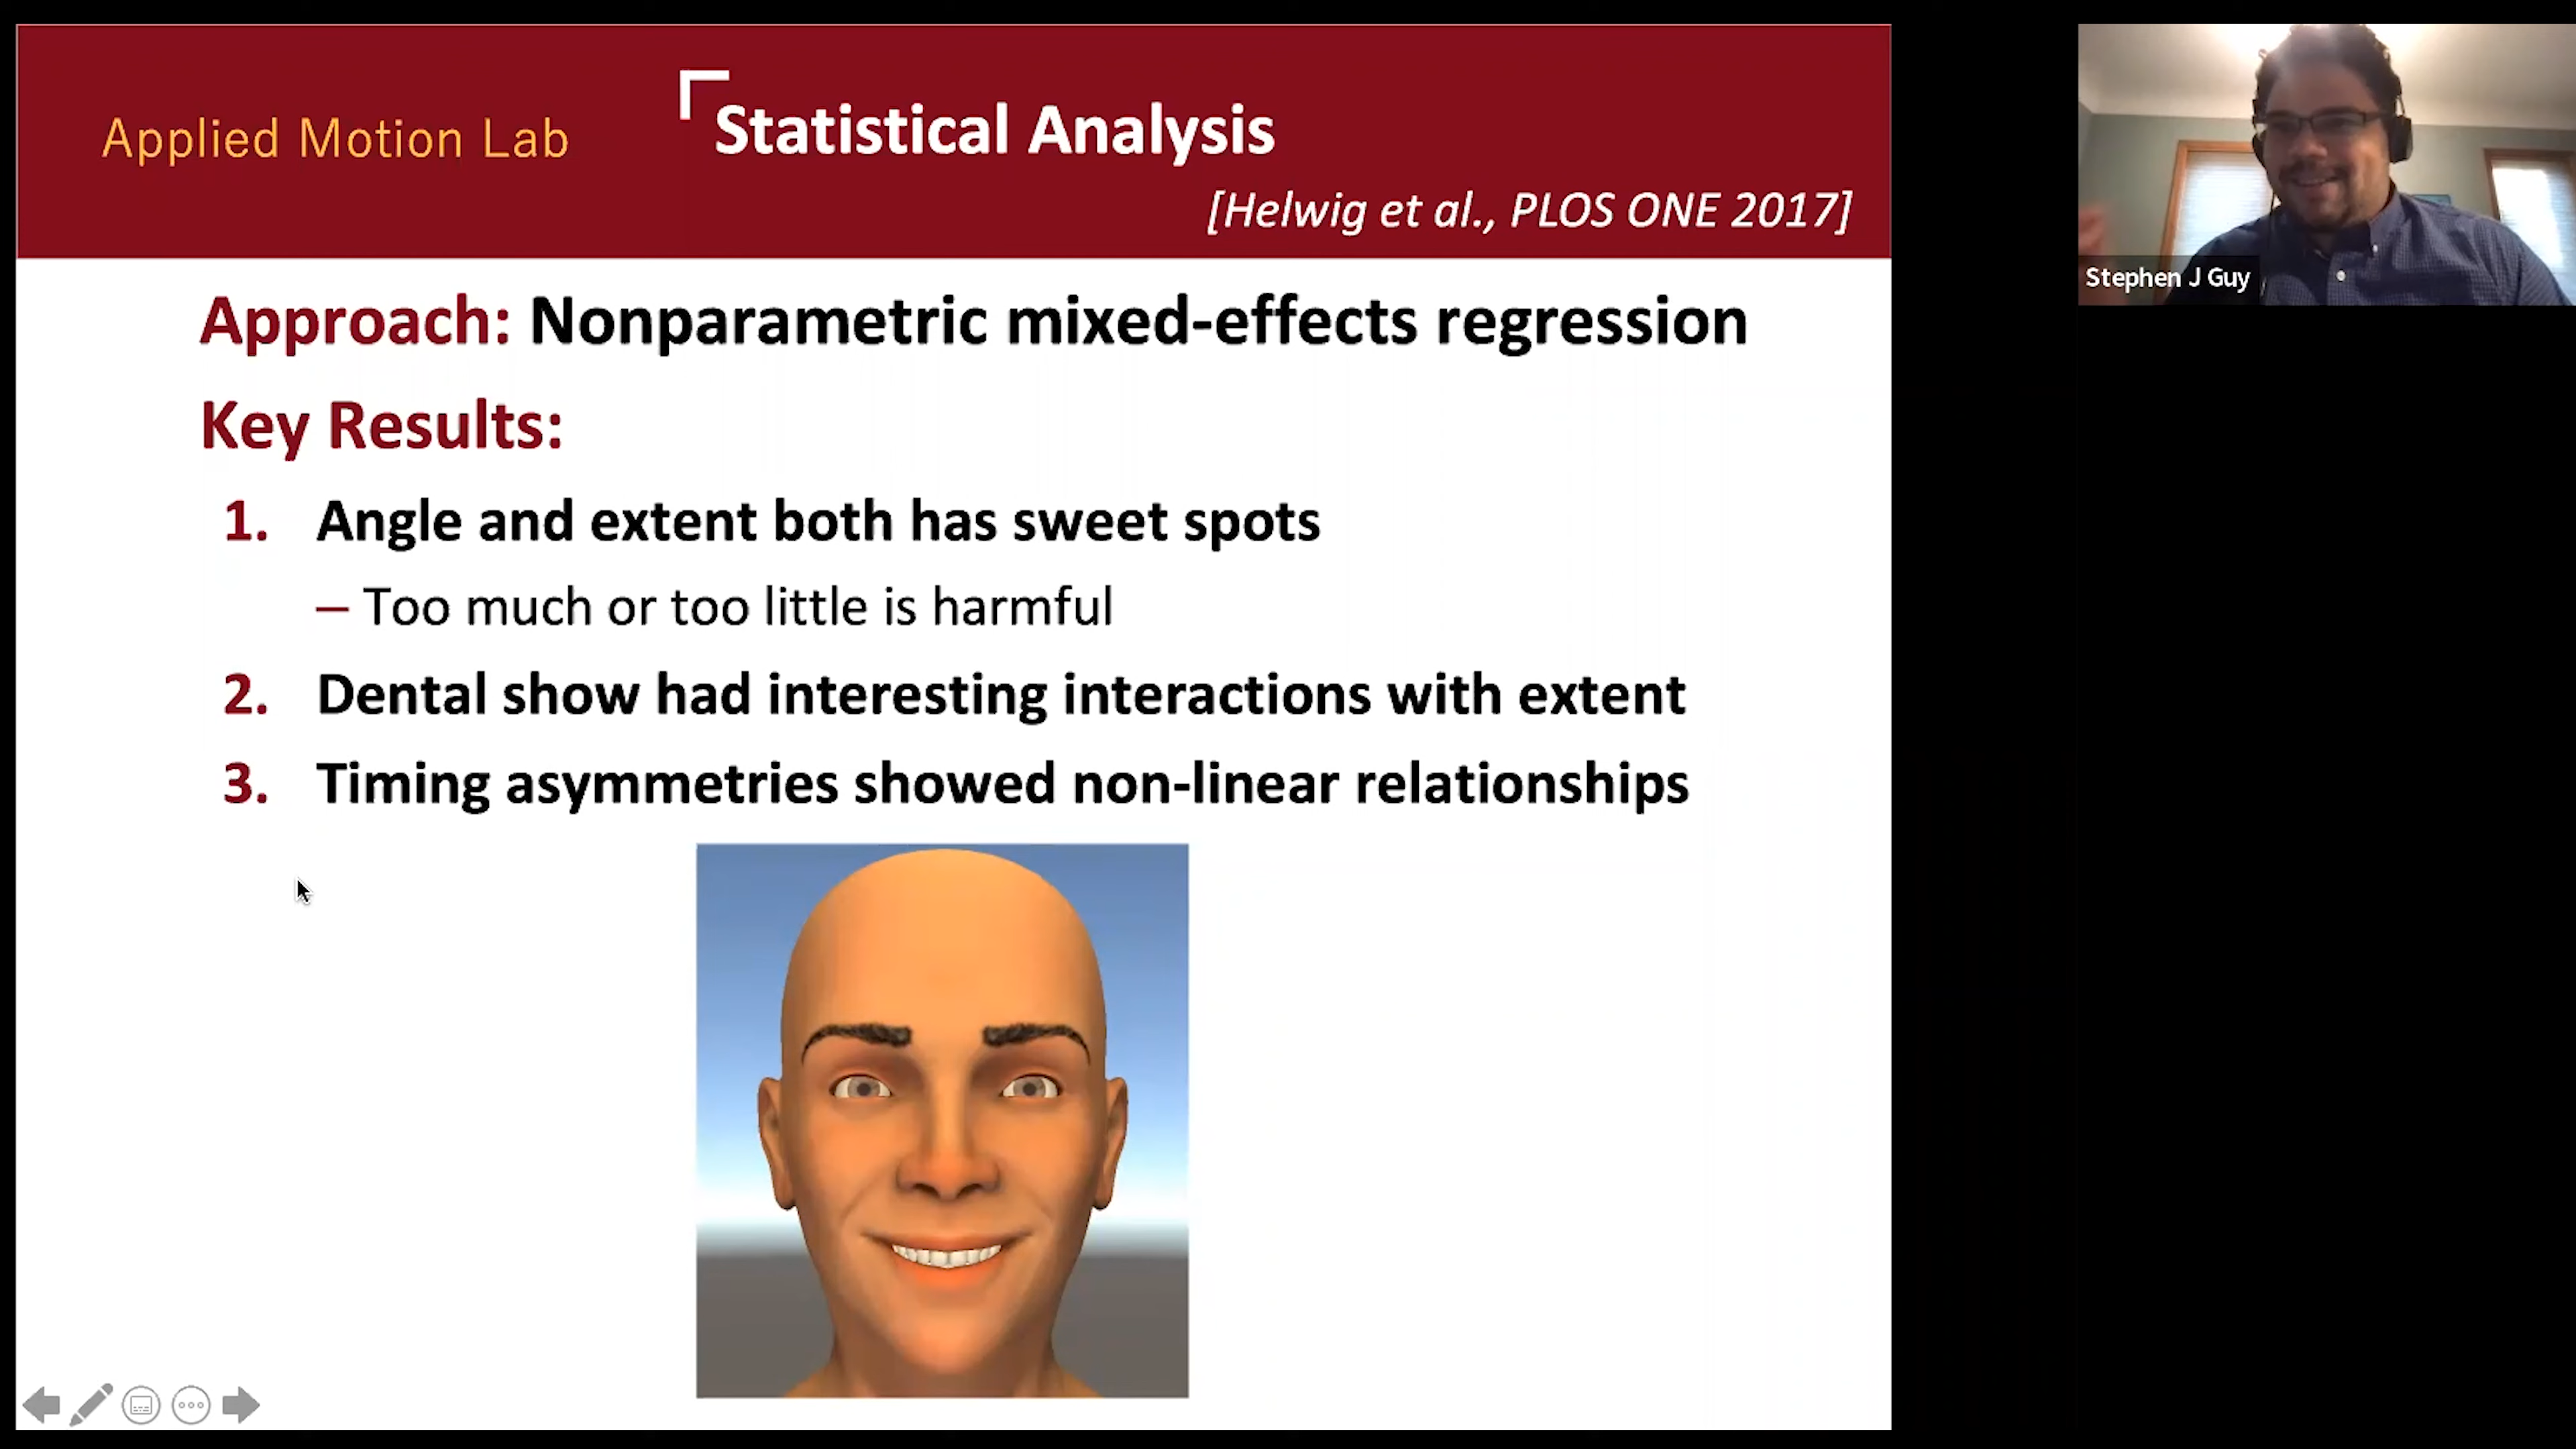 Applied Motion Lab
Statistical Analysis
[Helwig et al., PLOS ONE 2017]
Stephen J Guy
Approach: Nonparametric mixed-effects regression
Key Results:
1. Angle and extent both has sweet spots
– Too much or too little is harmful
2. Dental show had interesting interactions with extent
3. Timing asymmetries showed non-linear relationships